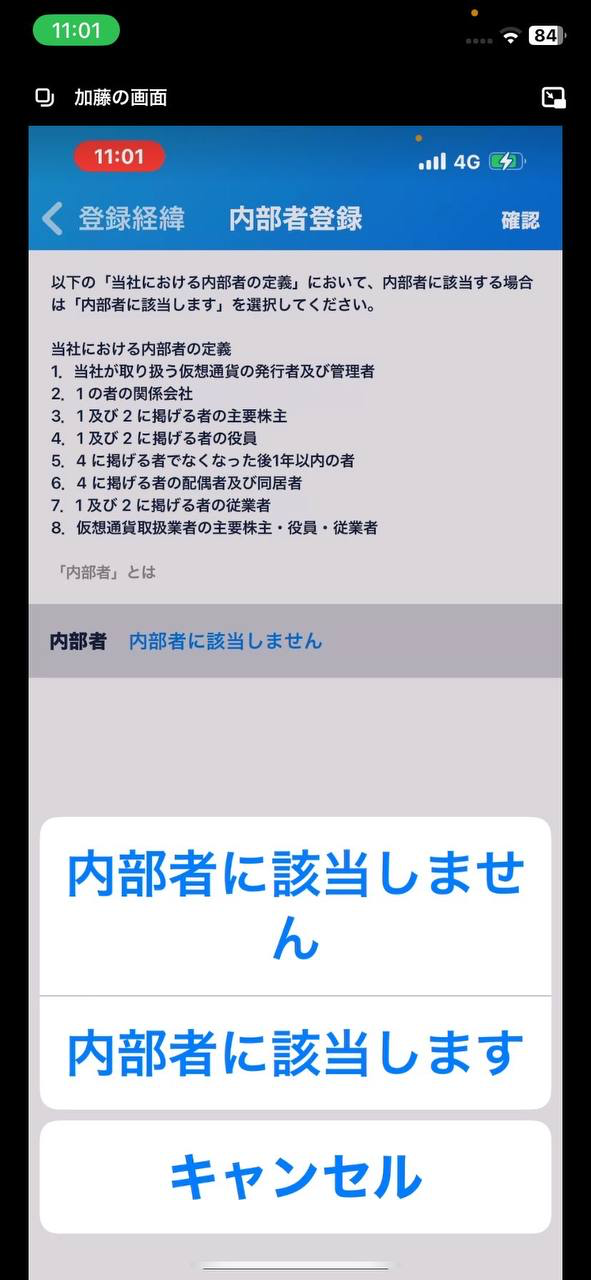 11:01
84
加藤の画面
11:01
4G
登録経緯 内部者登録 確認
以下の「当社における内部者の定義」において、内部者に該当する場合
は「内部者に該当します」を選択してください。
当社における内部者の定義
1．当社が取り扱う仮想通貨の発行者及び管理者
2．1の者の関係会社
3．1及び2に掲げる者の主要株主
4．1及び2に掲げる者の役員
5．4に掲げる者でなくなった後1年以内の者
6．4に掲げる者の配偶者及び同居者
7．1及び2に掲げる者の従業者
8．仮想通貨取扱業者の主要株主・役員・従業者
「内部者」とは
内部者 内部者に該当しません
内部者に該当しませ
ん
内部者に該当します
キャンセル